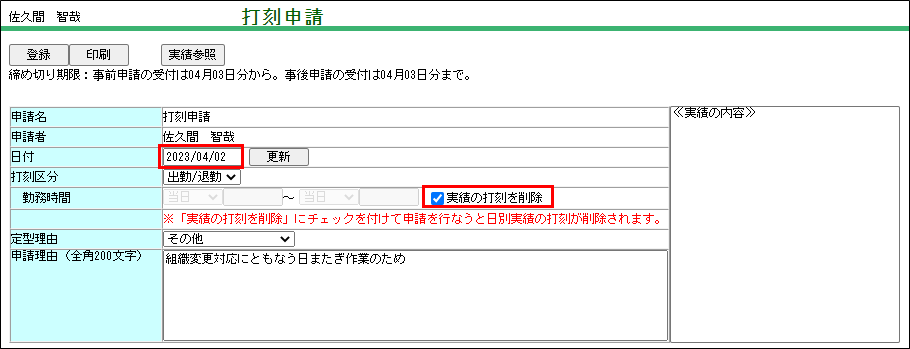 佐久間　智哉
打刻申請
登録 印刷 実績参照
締め切り期限：事前申請の受付は04月03日分から。事後申請の受付は04月03日分まで。
申請名 打刻申請
申請者 佐久間　智哉
日付 2023/04/02 更新
打刻区分 出勤/退勤
勤務時間 当日 ～ 当日 実績の打刻を削除
※「実績の打刻を削除」にチェックを付けて申請を行なうと日別実績の打刻が削除されます。
定型理由 その他
申請理由（全角200文字） 組織変更対応にともなう日またぎ作業のため
≪実績の内容≫